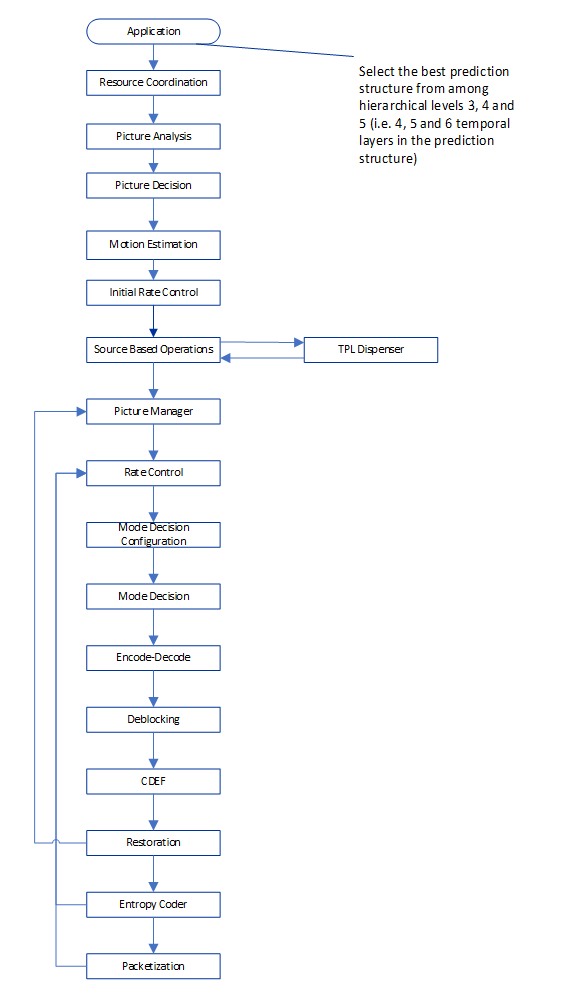 Application
Select the best prediction
structure from among
hierarchical levels 3, 4 and
5 (i.e. 4, 5 and 6 temporal
layers in the prediction
structure)
Resource Coordination
Picture Analysis
Picture Decision
Motion Estimation
Initial Rate Control
Source Based Operations
TPL Dispenser
Picture Manager
Rate Control
Mode Decision
Configuration
Mode Decision
Encode-Decode
Deblocking
CDEF
Restoration
Entropy Coder
Packetization